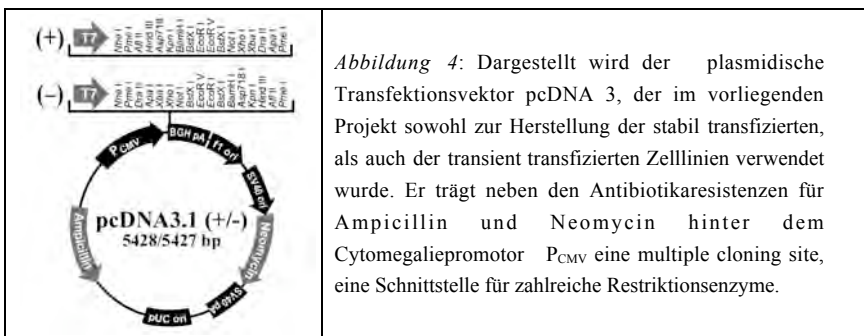 (+) T7 Nhe I Pme I Afl II Hind III Asp718 I Kpn I BamH I BstX I EcoR I EcoR V BstX I Not I Xho I Xba I Dra II Apa I Pme I
(–) T7 Nhe I Pme I Dra II Apa I Xba I Xho I Not I BstX I EcoR V EcoR I BstX I BamH I Asp718 I Kpn I Hind III Afl II Pme I
PCMV
BGH pA
f1 ori
SV40 ori
Neomycin
SV40 pA
pUC ori
Ampicillin
pcDNA3.1 (+/-)
5428/5427 bp
Abbildung 4: Dargestellt wird der plasmidische
Transfektionsvektor pcDNA 3, der im vorliegenden
Projekt sowohl zur Herstellung der stabil transfizierten,
als auch der transient transfizierten Zelllinien verwendet
wurde. Er trägt neben den Antibiotikaresistenzen für
Ampicillin und Neomycin hinter dem
Cytomegaliepromotor PCMV eine multiple cloning site,
eine Schnittstelle für zahlreiche Restriktionsenzyme.